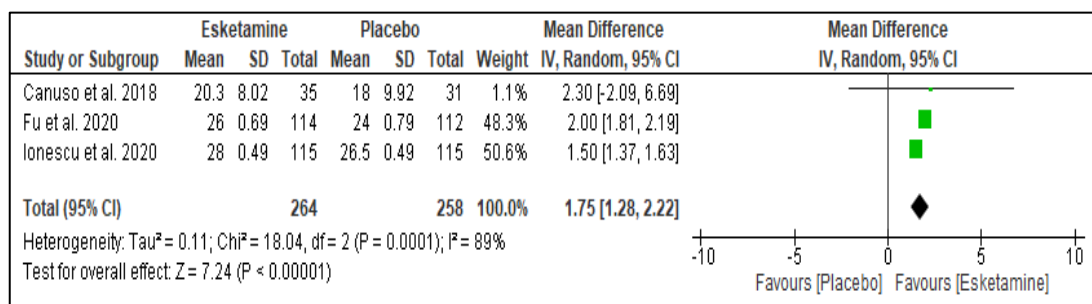 Esketamine Placebo Mean Difference Mean Difference
Study or Subgroup Mean SD Total Mean SD Total Weight IV, Random, 95% CI IV, Random, 95% CI
Canuso et al. 2018 20.3 8.02 35 18 9.92 31 1.1% 2.30 [-2.09, 6.69]
Fu et al. 2020 26 0.69 114 24 0.79 112 48.3% 2.00 [1.81, 2.19]
Ionescu et al. 2020 28 0.49 115 26.5 0.49 115 50.6% 1.50 [1.37, 1.63]
Total (95% CI) 264 258 100.0% 1.75 [1.28, 2.22]
Heterogeneity: Tau² = 0.11; Chi² = 18.04, df = 2 (P = 0.0001); I² = 89%
Test for overall effect: Z = 7.24 (P < 0.00001)
-10 -5 0 5 10
Favours [Placebo] Favours [Esketamine]